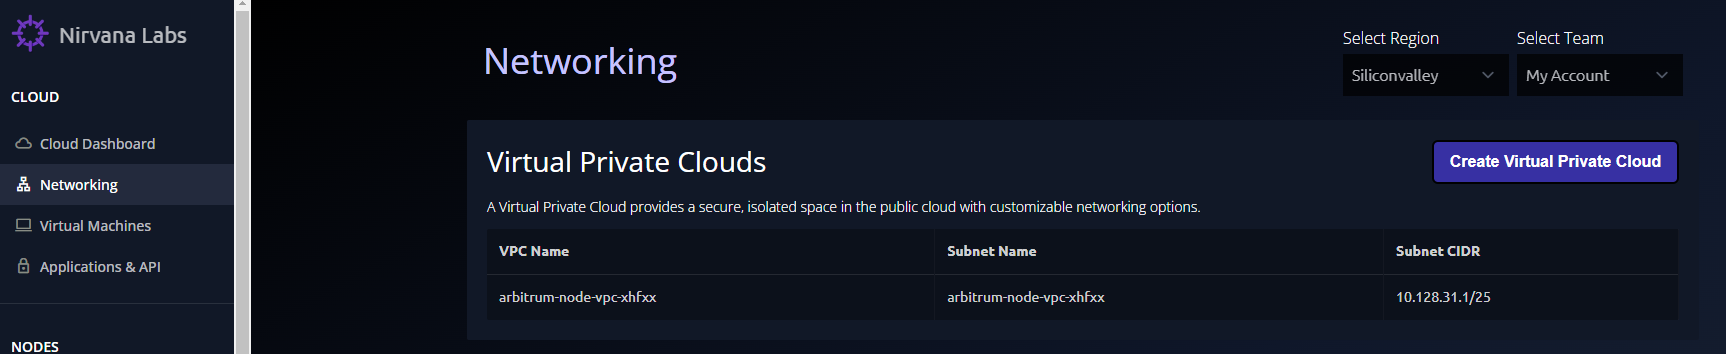 Nirvana Labs
CLOUD
Cloud Dashboard
Networking
Virtual Machines
Applications & API
NODES
Networking
Select Region
Siliconvalley
Select Team
My Account
Virtual Private Clouds
Create Virtual Private Cloud
A Virtual Private Cloud provides a secure, isolated space in the public cloud with customizable networking options.
VPC Name Subnet Name Subnet CIDR
arbitrum-node-vpc-xhfxx arbitrum-node-vpc-xhfxx 10.128.31.1/25